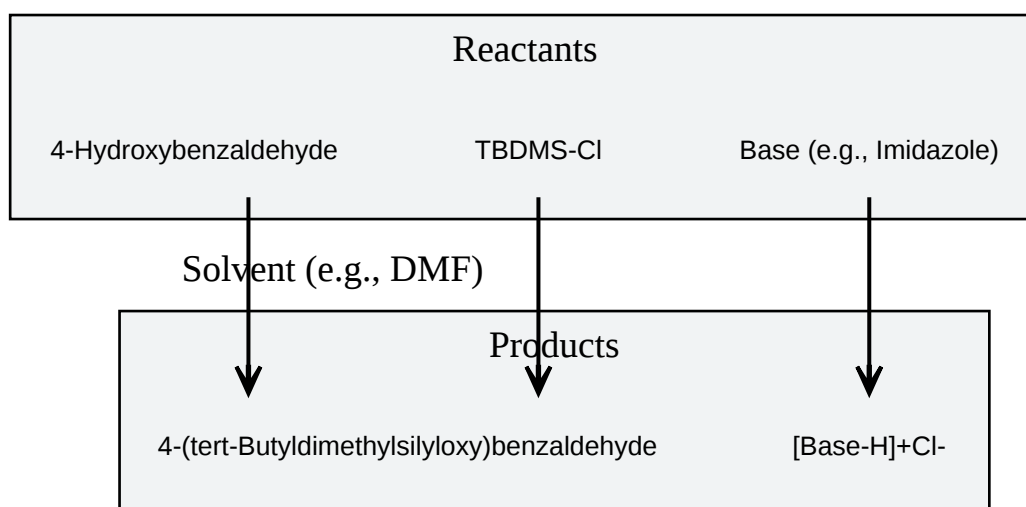 Reactants
4-Hydroxybenzaldehyde TBDMS-Cl Base (e.g., Imidazole)
Solvent (e.g., DMF)
Products
4-(tert-Butyldimethylsilyloxy)benzaldehyde [Base-H]+Cl-